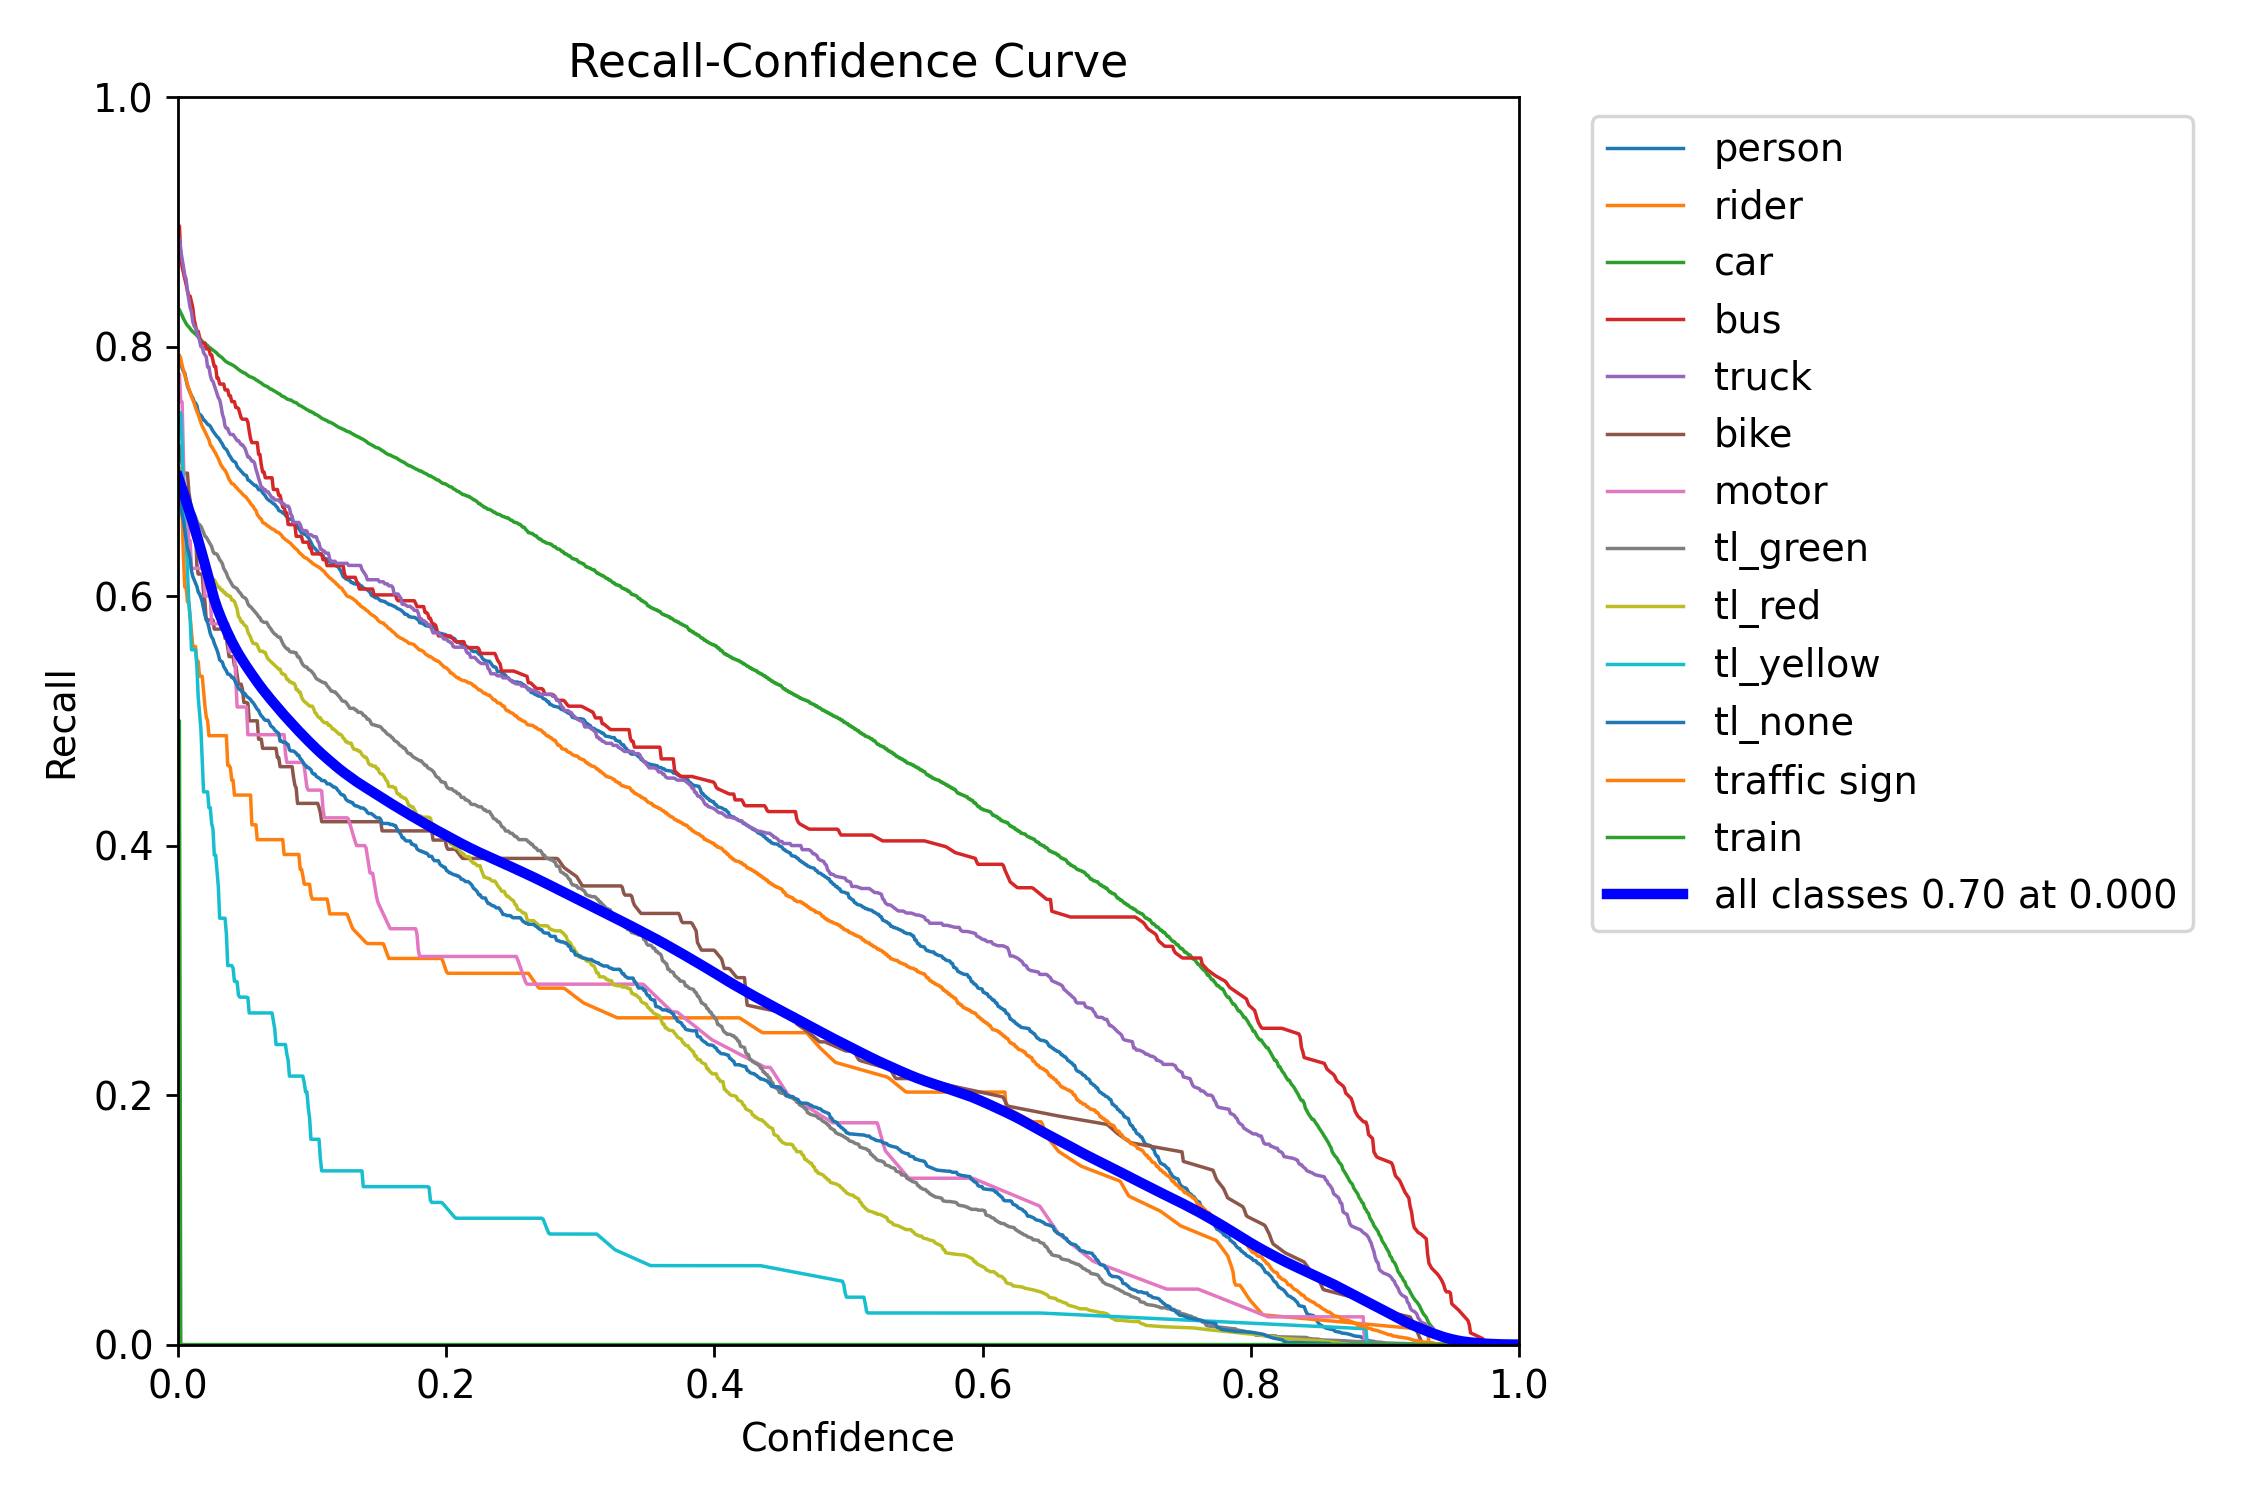 Recall-Confidence Curve
1.0
0.8
0.6
0.4
0.2
0.0
Recall
0.0 0.2 0.4 0.6 0.8 1.0
Confidence
person
rider
car
bus
truck
bike
motor
tl_green
tl_red
tl_yellow
tl_none
traffic sign
train
all classes 0.70 at 0.000